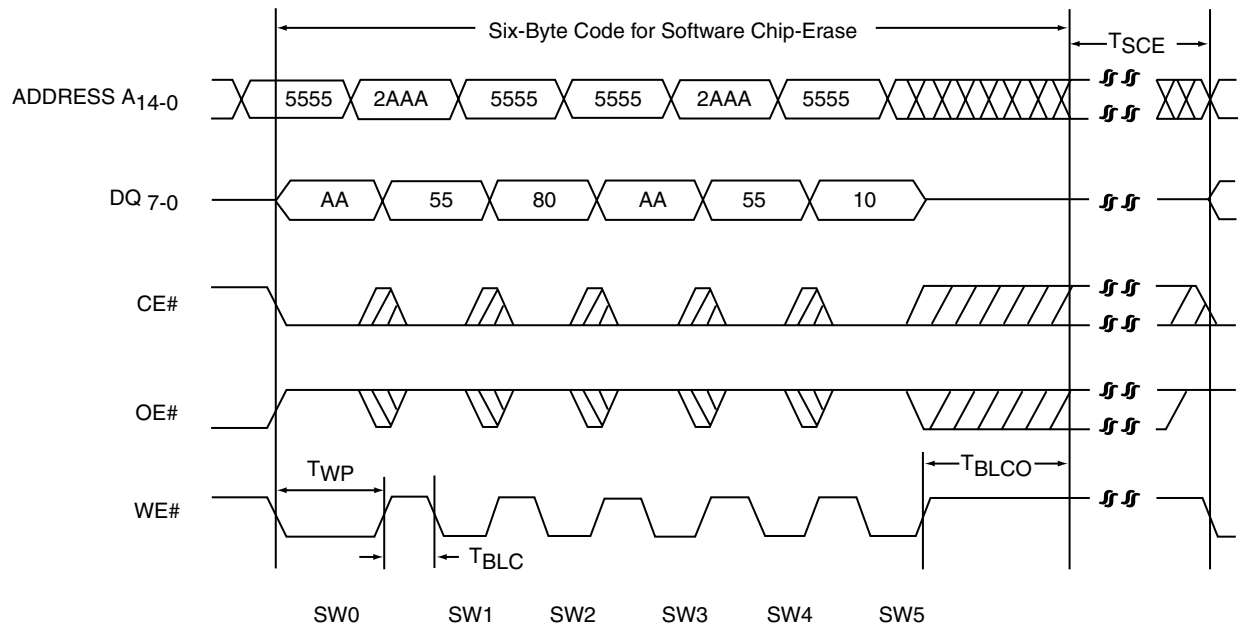 Six-Byte Code for Software Chip-Erase
TSCE
ADDRESS A14-0
5555 2AAA 5555 5555 2AAA 5555
DQ 7-0
AA 55 80 AA 55 10
CE#
OE#
TWP
TBLCO
WE#
TBLC
SW0 SW1 SW2 SW3 SW4 SW5